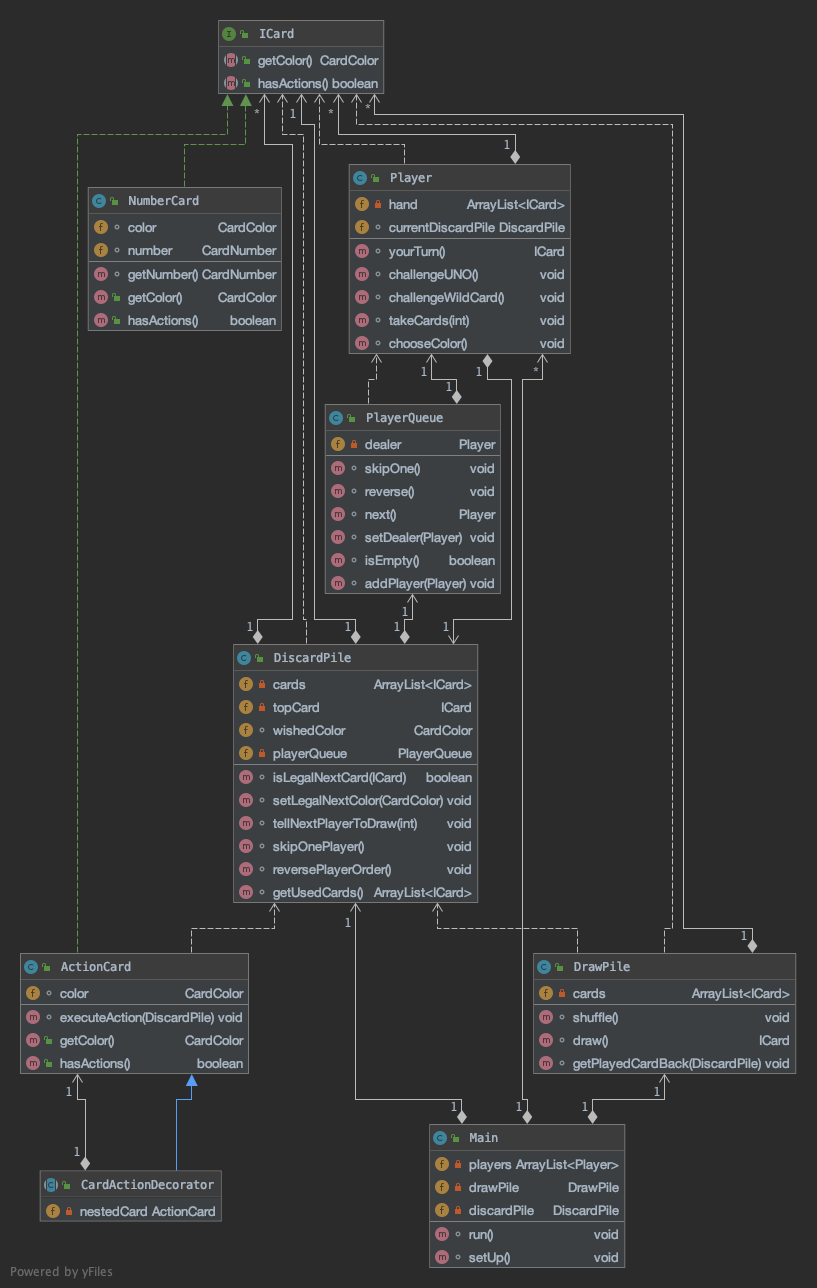 ICard
getColor() CardColor
hasActions() boolean
*
1
*
*
1
Player
hand ArrayList<ICard>
currentDiscardPile DiscardPile
yourTurn() ICard
challengeUNO() void
challengeWildCard() void
takeCards(int) void
chooseColor() void
NumberCard
color CardColor
number CardNumber
getNumber() CardNumber
getColor() CardColor
hasActions() boolean
1
1
*
1
PlayerQueue
dealer Player
skipOne() void
reverse() void
next() Player
setDealer(Player) void
isEmpty() boolean
addPlayer(Player) void
1
1
1
1
1
DiscardPile
cards ArrayList<ICard>
topCard ICard
wishedColor CardColor
playerQueue PlayerQueue
isLegalNextCard(ICard) boolean
setLegalNextColor(CardColor) void
tellNextPlayerToDraw(int) void
skipOnePlayer() void
reversePlayerOrder() void
getUsedCards() ArrayList<ICard>
1
1
ActionCard
color CardColor
executeAction(DiscardPile) void
getColor() CardColor
hasActions() boolean
DrawPile
cards ArrayList<ICard>
shuffle() void
draw() ICard
getPlayedCardBack(DiscardPile) void
1
1
1
1
1
1
Main
players ArrayList<Player>
drawPile DrawPile
discardPile DiscardPile
run() void
setUp() void
CardActionDecorator
nestedCard ActionCard
Powered by yFiles